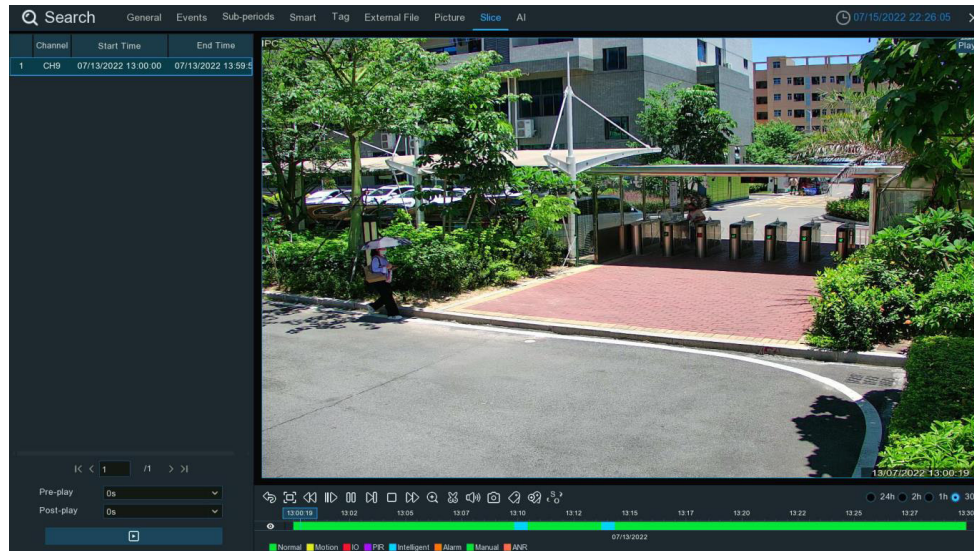 Search General Events Sub-periods Smart Tag External File Picture Slice AI 07/15/2022 22:26:05
Channel Start Time End Time
1 CH9 07/13/2022 13:00:00 07/13/2022 13:59:5
IPC
Play
13/07/2022 13:00:19
1 /1
Pre-play 0s
Post-play 0s
24h 2h 1h 30
13:00:19 13:02 13:05 13:07 13:10 13:12 13:15 13:17 13:20 13:22 13:25 13:27 13:30
07/13/2022
Normal Motion IO PIR Intelligent Alarm Manual ANR